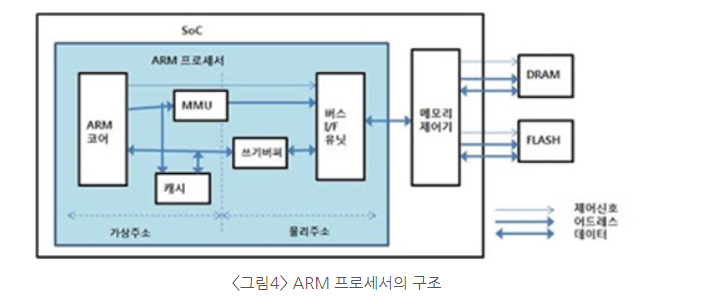 SoC
ARM 프로세서
ARM
코어
MMU
캐시
쓰기버퍼
버스
I/F
유닛
가상주소
물리주소
메모리
제어기
DRAM
FLASH
제어신호
어드레스
데이터
<그림4> ARM 프로세서의 구조